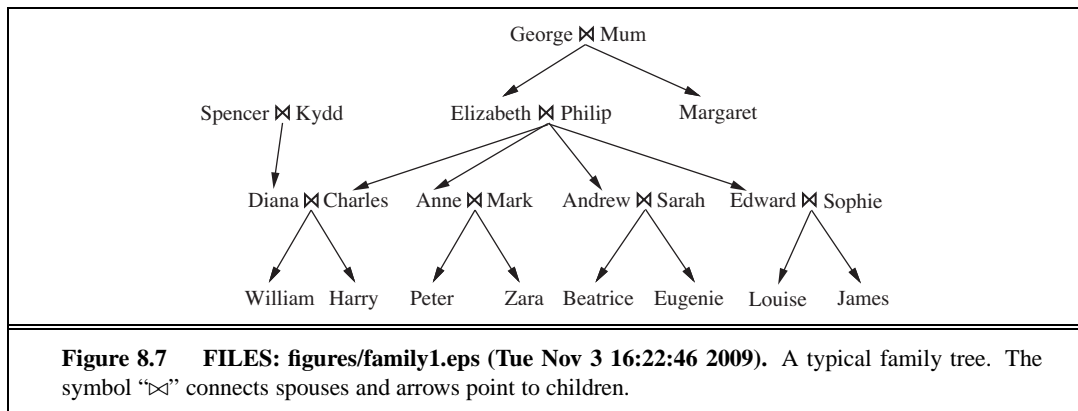 George ⋈ Mum
Spencer ⋈ Kydd Elizabeth ⋈ Philip Margaret
Diana ⋈ Charles Anne ⋈ Mark Andrew ⋈ Sarah Edward ⋈ Sophie
William Harry Peter Zara Beatrice Eugenie Louise James
Figure 8.7 FILES: figures/family1.eps (Tue Nov 3 16:22:46 2009). A typical family tree. The
symbol “⋈” connects spouses and arrows point to children.